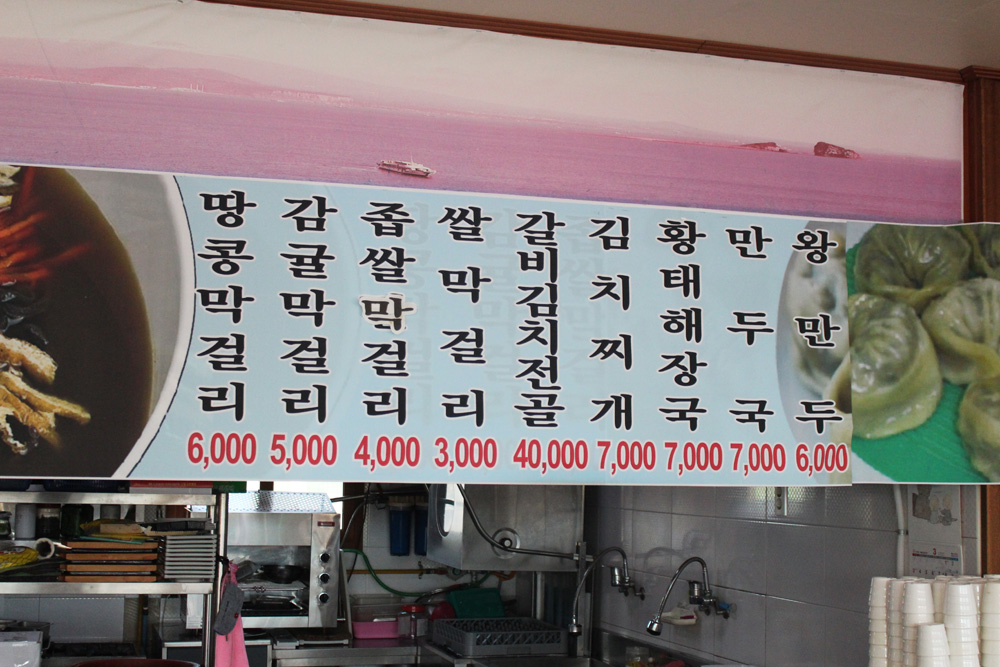 땅콩막걸리 6,000
감귤막걸리 5,000
좁쌀막걸리 4,000
쌀막걸리 3,000
갈비김치전골 40,000
김치찌개 7,000
황태해장국 7,000
만두국 7,000
왕만두 6,000